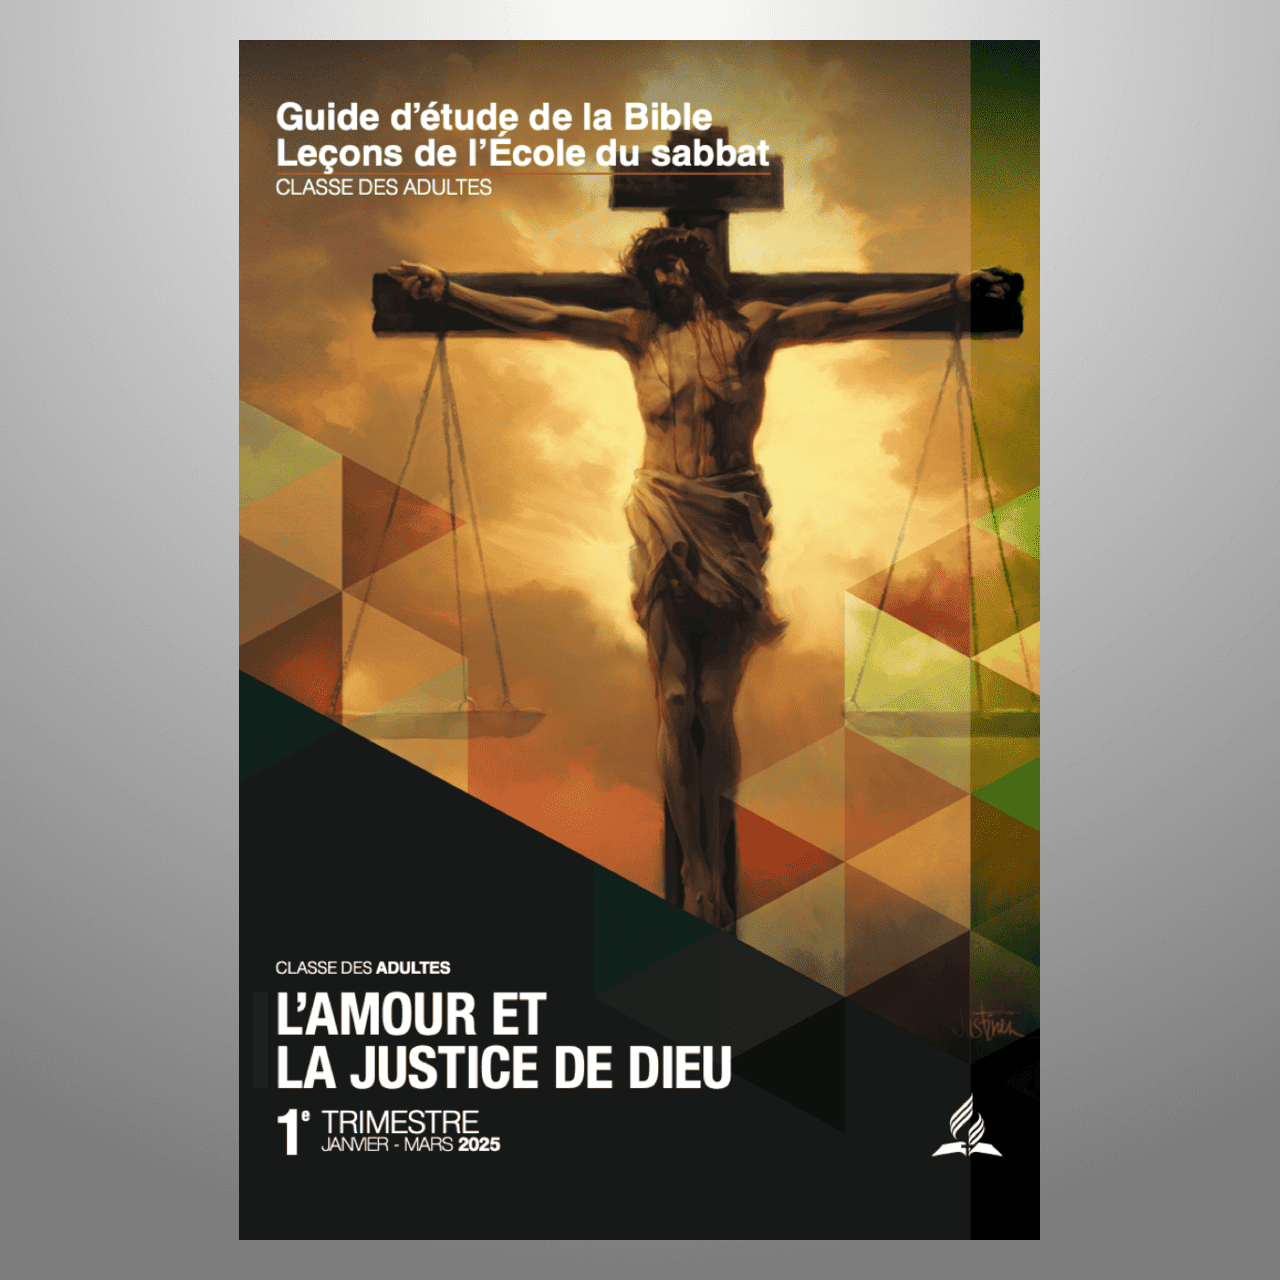 Guide d’étude de la Bible
Leçons de l’École du sabbat
CLASSE DES ADULTES
CLASSE DES ADULTES
L’AMOUR ET
LA JUSTICE DE DIEU
1e TRIMESTRE
JANVIER - MARS 2025